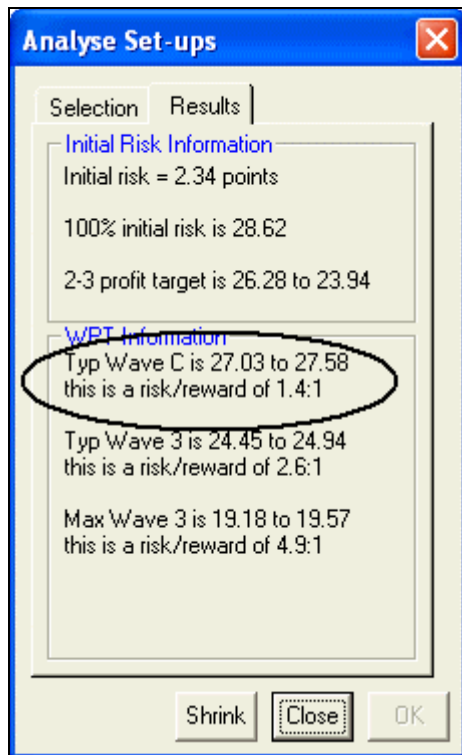 Analyse Set-ups
Selection Results
Initial Risk Information
Initial risk = 2.34 points
100% initial risk is 28.62
2-3 profit target is 26.28 to 23.94
WPT Information
Typ Wave C is 27.03 to 27.58
this is a risk/reward of 1.4:1
Typ Wave 3 is 24.45 to 24.94
this is a risk/reward of 2.6:1
Max Wave 3 is 19.18 to 19.57
this is a risk/reward of 4.9:1
Shrink Close OK